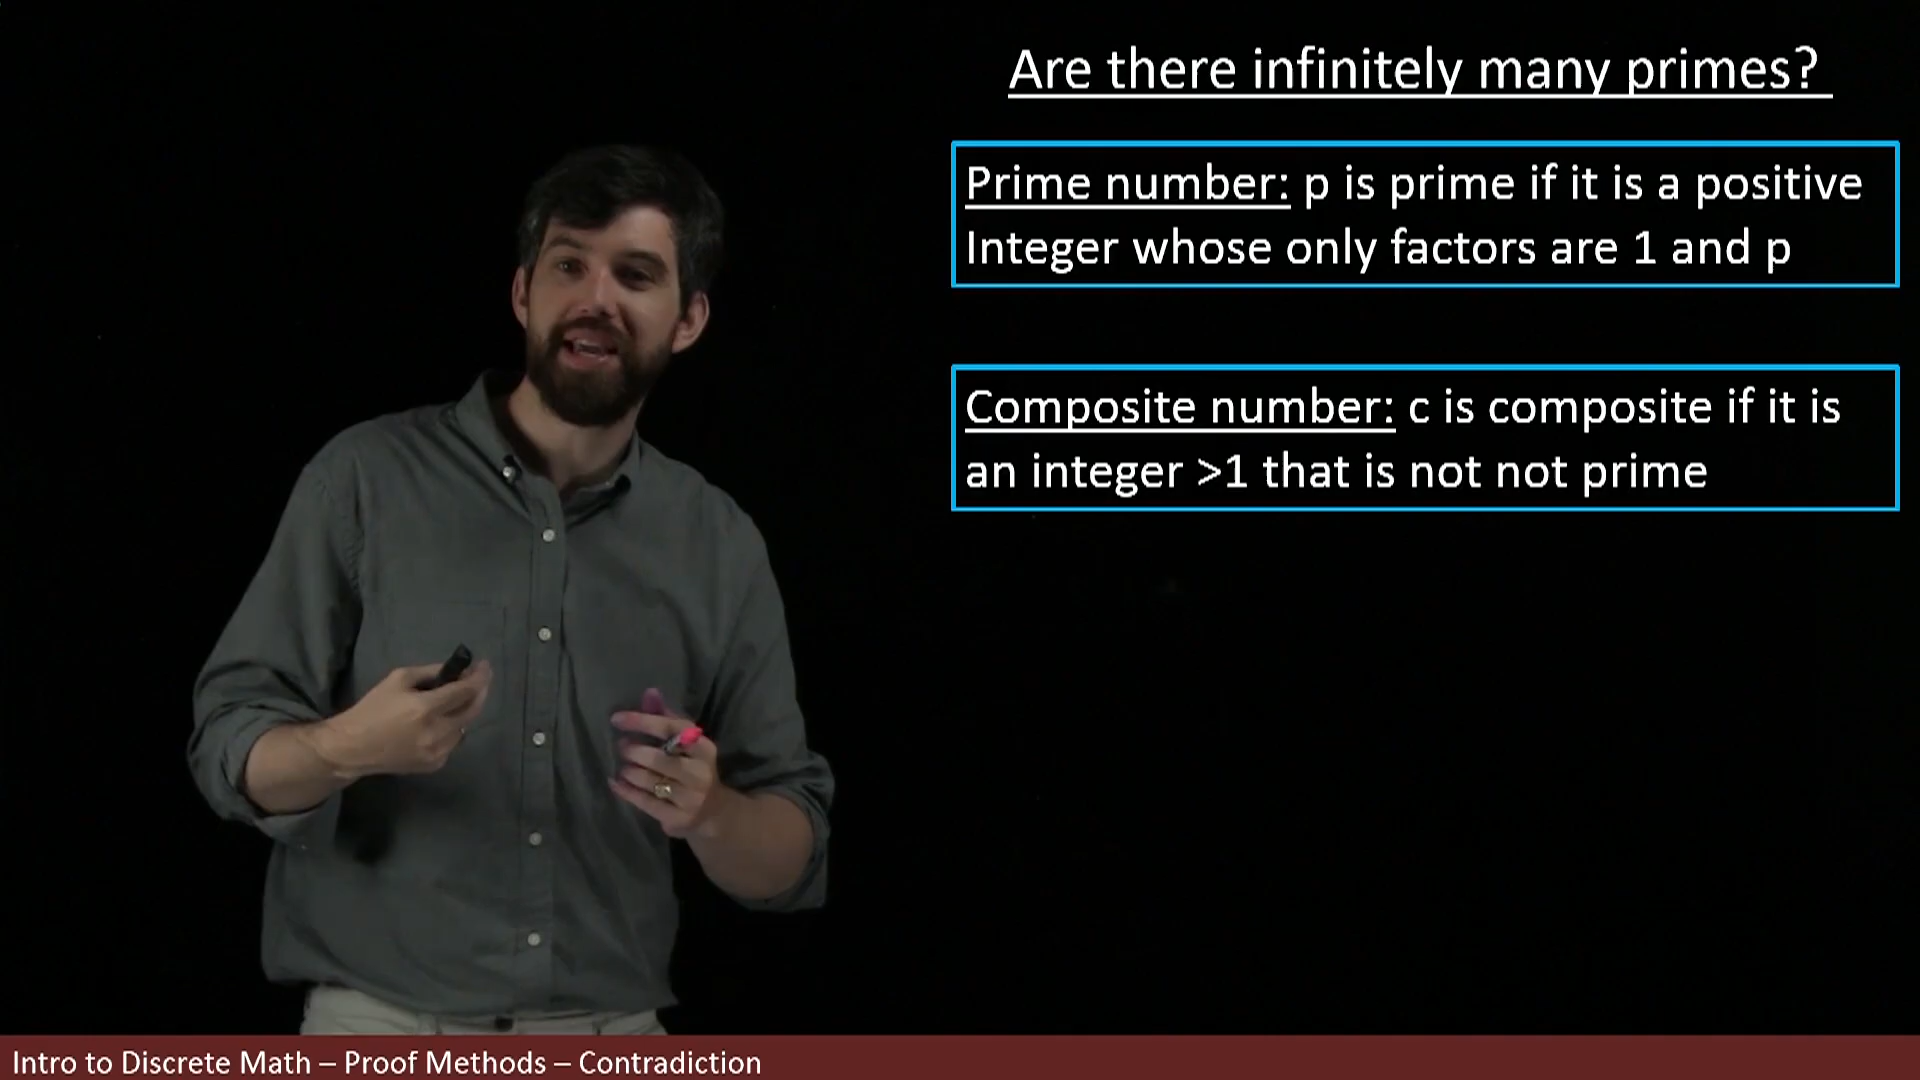 Are there infinitely many primes?
Prime number: p is prime if it is a positive
Integer whose only factors are 1 and p
Composite number: c is composite if it is
an integer >1 that is not not prime
Intro to Discrete Math – Proof Methods – Contradiction